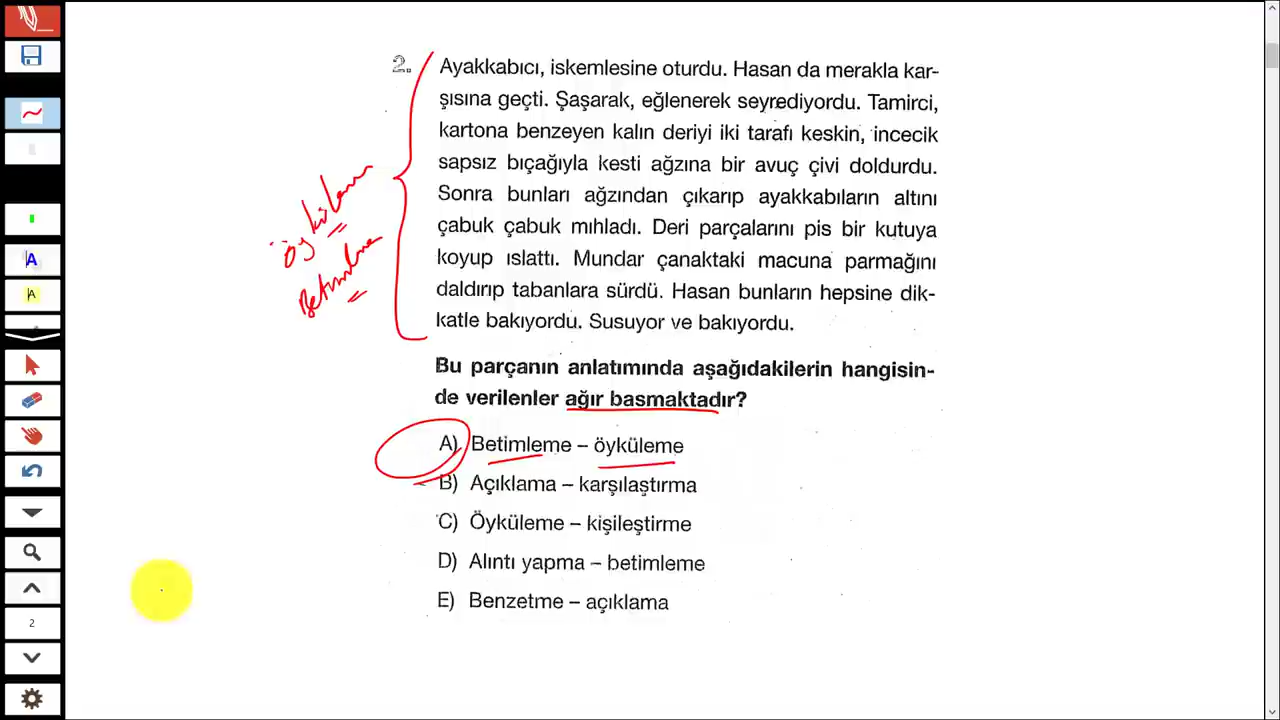 2.
Ayakkabıcı, iskemlesine oturdu. Hasan da merakla kar-
şısına geçti. Şaşarak, eğlenerek seyrediyordu. Tamirci,
kartona benzeyen kalın deriyi iki tarafı keskin, incecik
sapsız bıçağıyla kesti ağzına bir avuç çivi doldurdu.
Sonra bunları ağzından çıkarıp ayakkabıların altını
çabuk çabuk mıhladı. Deri parçalarını pis bir kutuya
koyup ıslattı. Mundar çanaktaki macuna parmağını
daldırıp tabanlara sürdü. Hasan bunların hepsine dik-
katle bakıyordu. Susuyor ve bakıyordu.
öyküleme
Betimleme
Bu parçanın anlatımında aşağıdakilerin hangisin-
de verilenler ağır basmaktadır?
A) Betimleme – öyküleme
B) Açıklama – karşılaştırma
C) Öyküleme – kişileştirme
D) Alıntı yapma – betimleme
E) Benzetme – açıklama
A
A
2